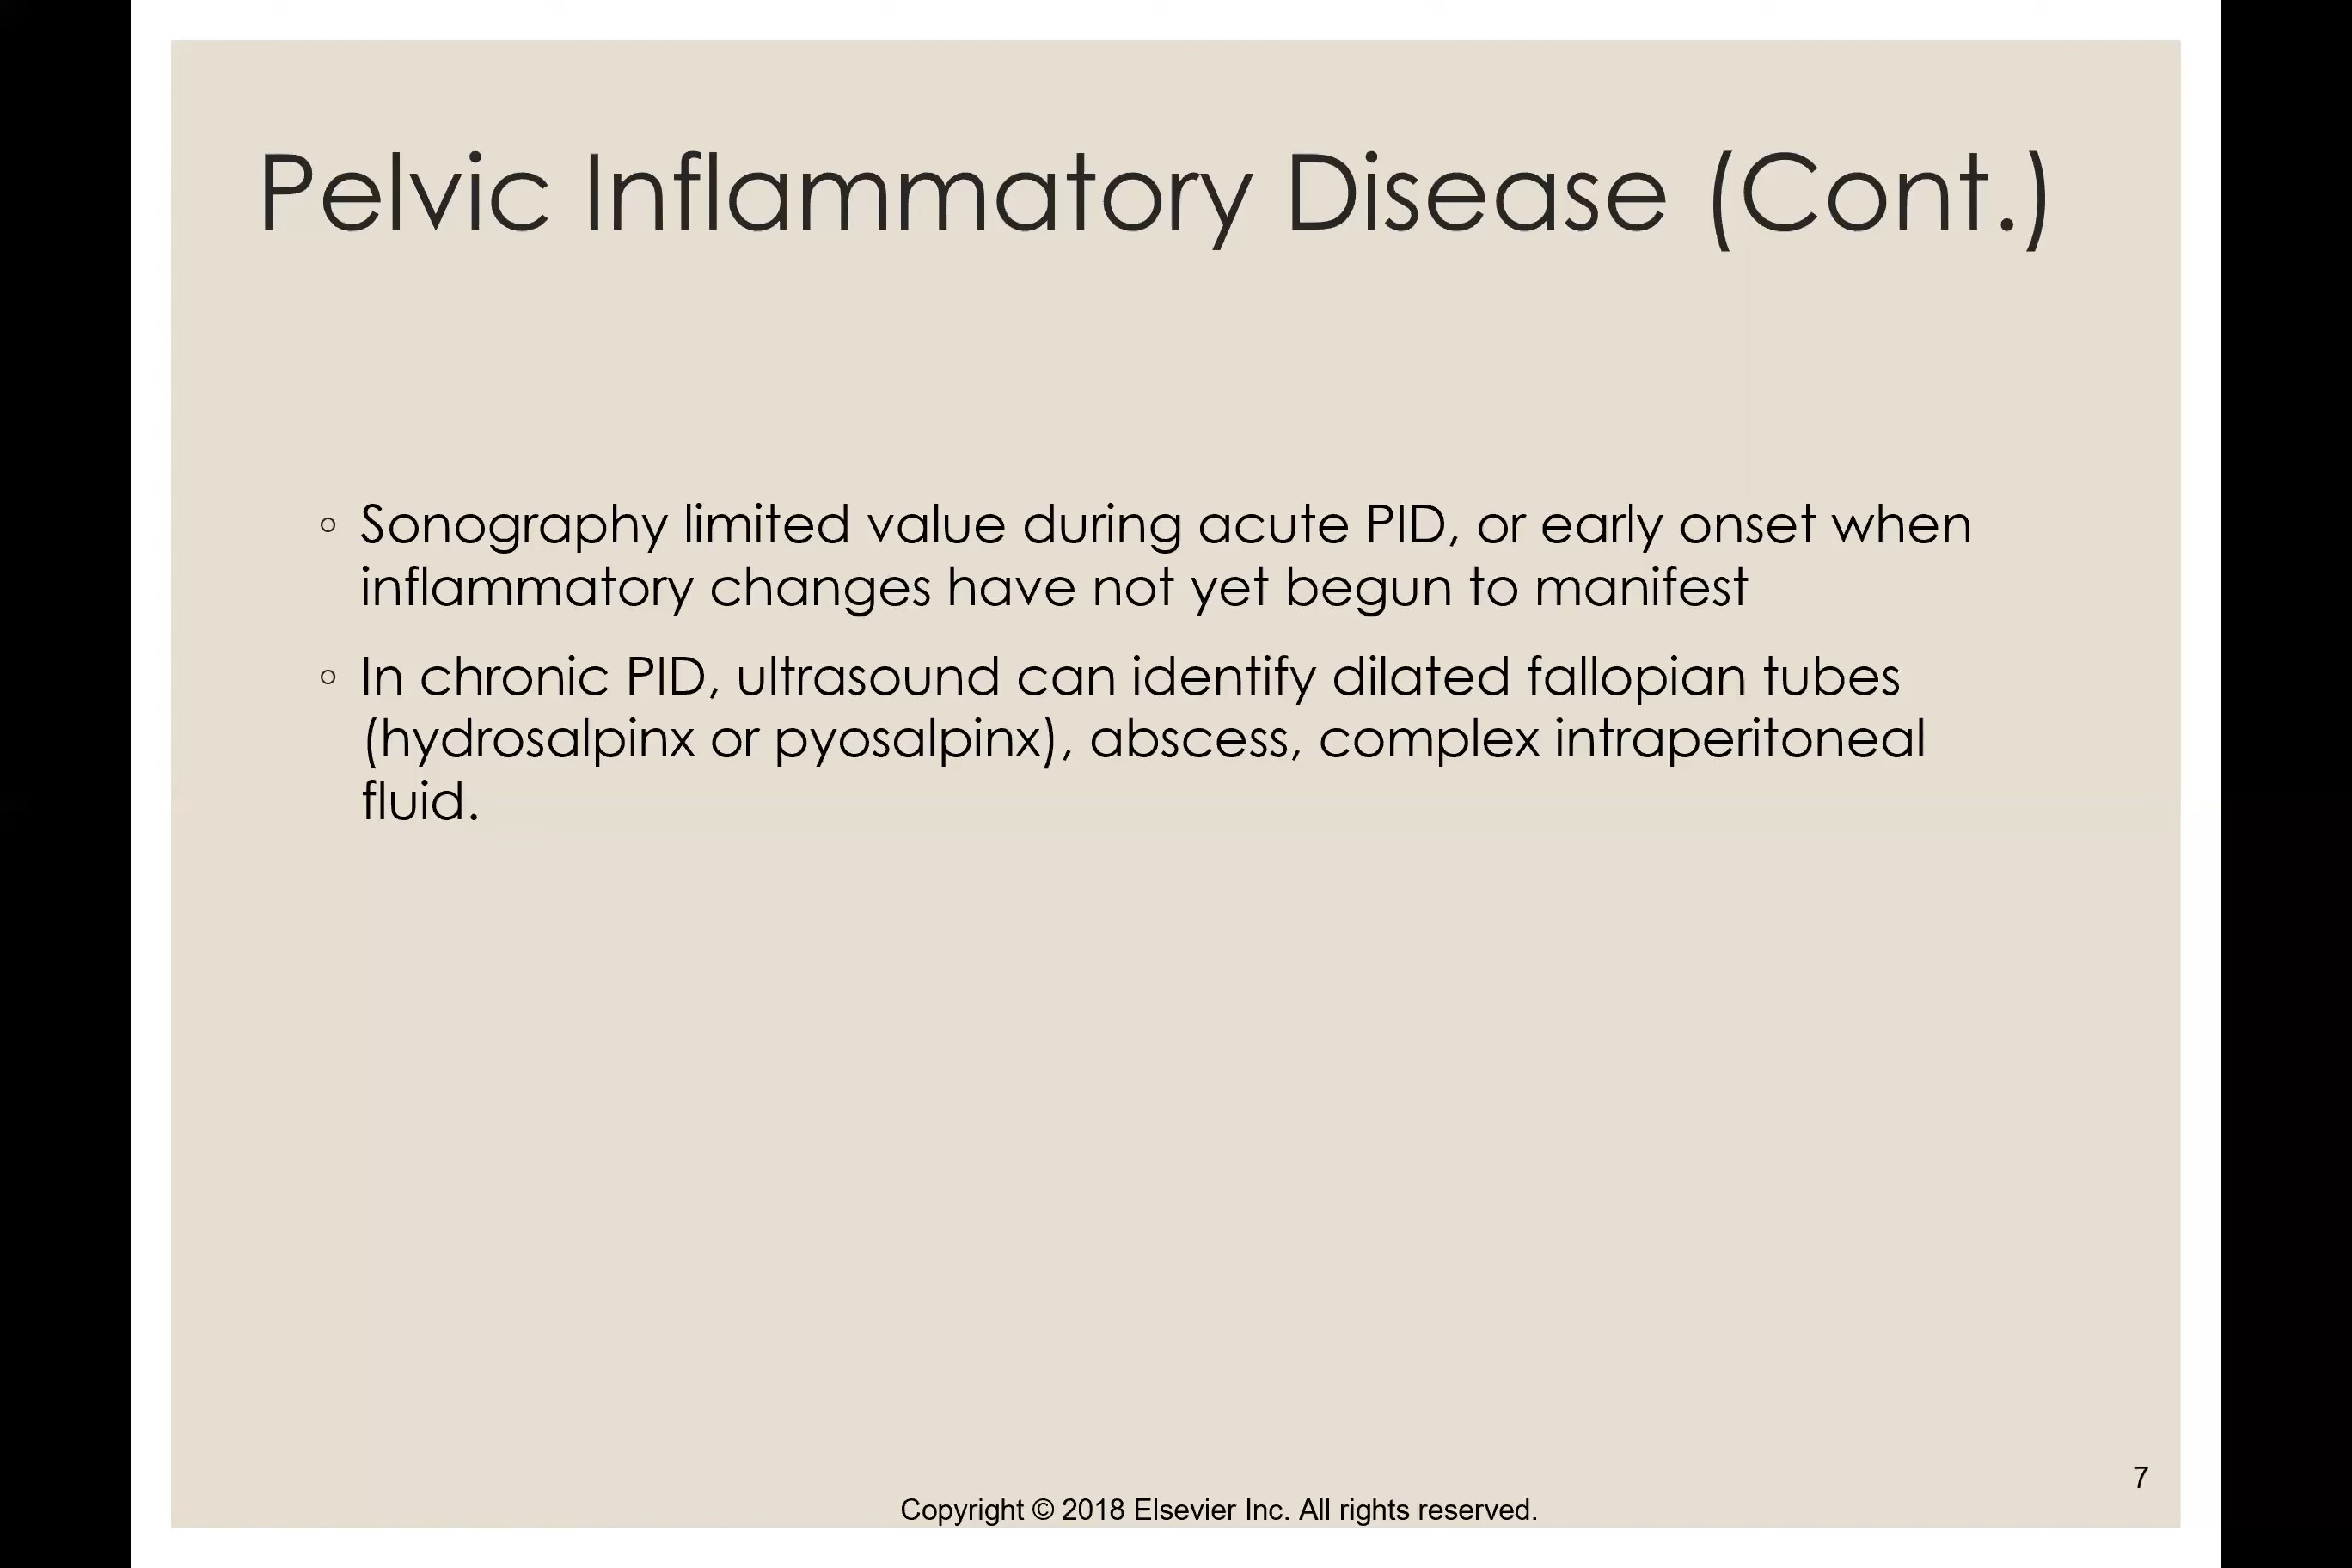 Pelvic Inflammatory Disease (Cont.)
◦ Sonography limited value during acute PID, or early onset when
inflammatory changes have not yet begun to manifest
◦ In chronic PID, ultrasound can identify dilated fallopian tubes
(hydrosalpinx or pyosalpinx), abscess, complex intraperitoneal
fluid.
7
Copyright © 2018 Elsevier Inc. All rights reserved.